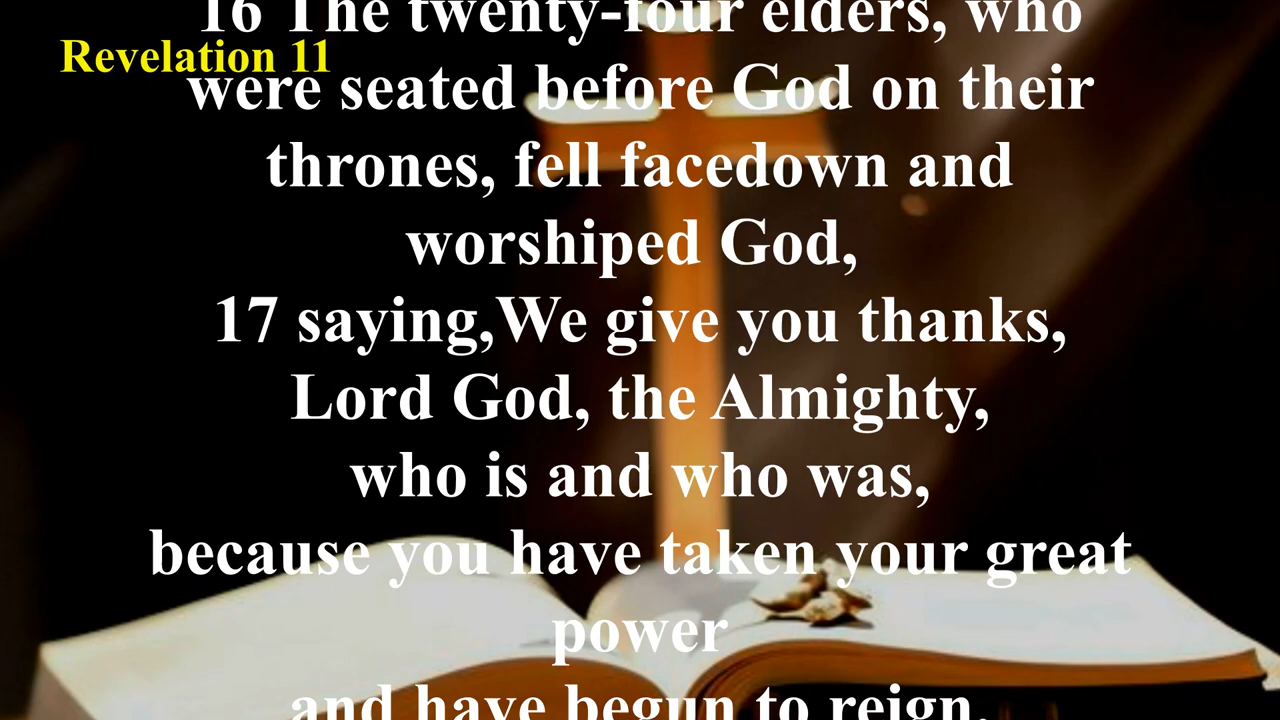 16 The twenty-four elders, who
Revelation 11
were seated before God on their
thrones, fell facedown and
worshiped God,
17 saying,We give you thanks,
Lord God, the Almighty,
who is and who was,
because you have taken your great
power
and have begun to reign.